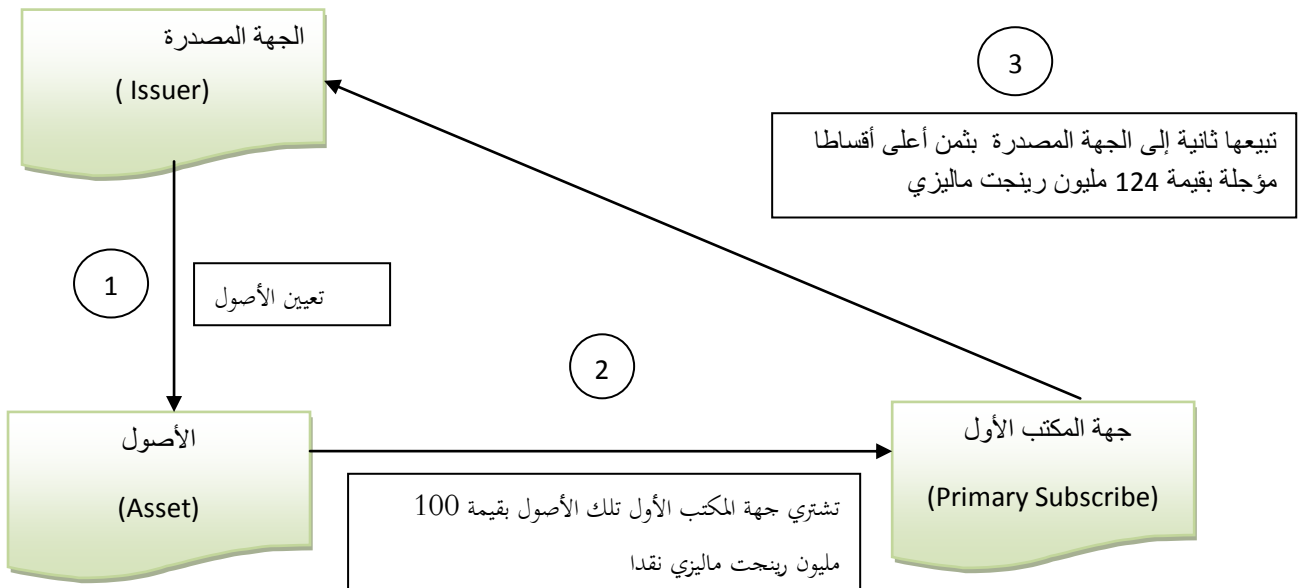 الجهة المصدرة
( Issuer)
3
تبيعها ثانية إلى الجهة المصدرة بثمن أعلى أقساطا
مؤجلة بقيمة 124 مليون رينجت ماليزي
1
تعيين الأصول
2
الأصول
(Asset)
جهة المكتب الأول
(Primary Subscribe)
تشتري جهة المكتب الأول تلك الأصول بقيمة 100
مليون رينجت ماليزي نقدا